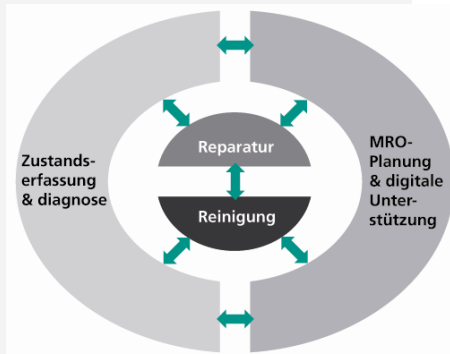 Zustands-
erfassung
& diagnose
Reparatur
Reinigung
MRO-
Planung
& digitale
Unter-
stützung